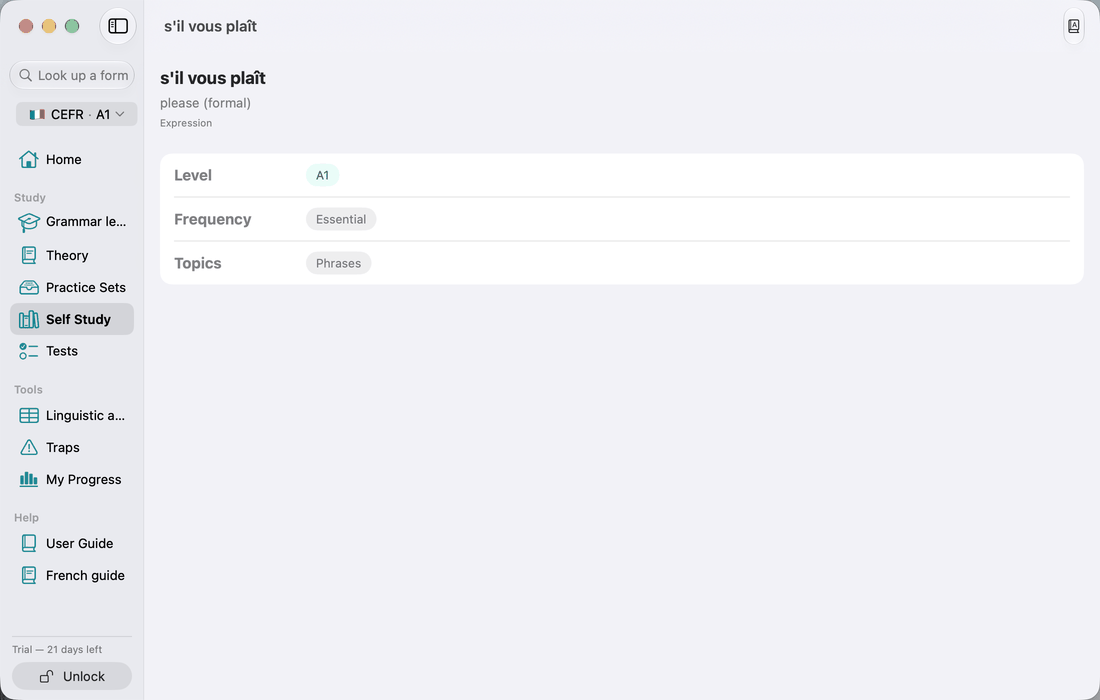 s'il vous plaît
Look up a form
CEFR · A1
Home
Study
Grammar le...
Theory
Practice Sets
Self Study
Tests
Tools
Linguistic a...
Traps
My Progress
Help
User Guide
French guide
Trial — 21 days left
Unlock
s'il vous plaît
please (formal)
Expression
Level A1
Frequency Essential
Topics Phrases